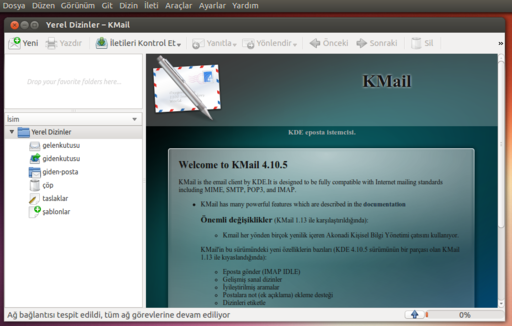 Dosya Düzen Görünüm Git Dizin İleti Araçlar Ayarlar Yardım
Yerel Dizinler – KMail
Yeni Yazdır İletileri Kontrol Et Yanıtla Yönlendir Önceki Sonraki Sil »
Drop your favorite folders here...
İsim
Yerel Dizinler
gelenkutusu
gidenkutusu
giden-posta
çöp
taslaklar
şablonlar
KMail
KDE eposta istemcisi.
Welcome to KMail 4.10.5
KMail is the email client by KDE.It is designed to be fully compatible with Internet mailing standards
including MIME, SMTP, POP3, and IMAP.
KMail has many powerful features which are described in the documentation
Önemli değişiklikler (KMail 1.13 ile karşılaştırıldığında):
Kmail her yönden birçok yenilik içeren Akonadi Kişisel Bilgi Yönetimi çatısını kullanıyor.
KMail'in bu sürümündeki yeni özelliklerin bazıları (KDE 4.10.5 sürümünün bir parçası olan KMail
1.13 ile kıyaslandığında):
Eposta gönder (IMAP IDLE)
Gelişmiş sanal dizinler
İyileştirilmiş aramalar
Postalara not (ek açıklama) ekleme desteği
Dizinleri etiketle
Ağ bağlantısı tespit edildi, tüm ağ görevlerine devam ediliyor
0%